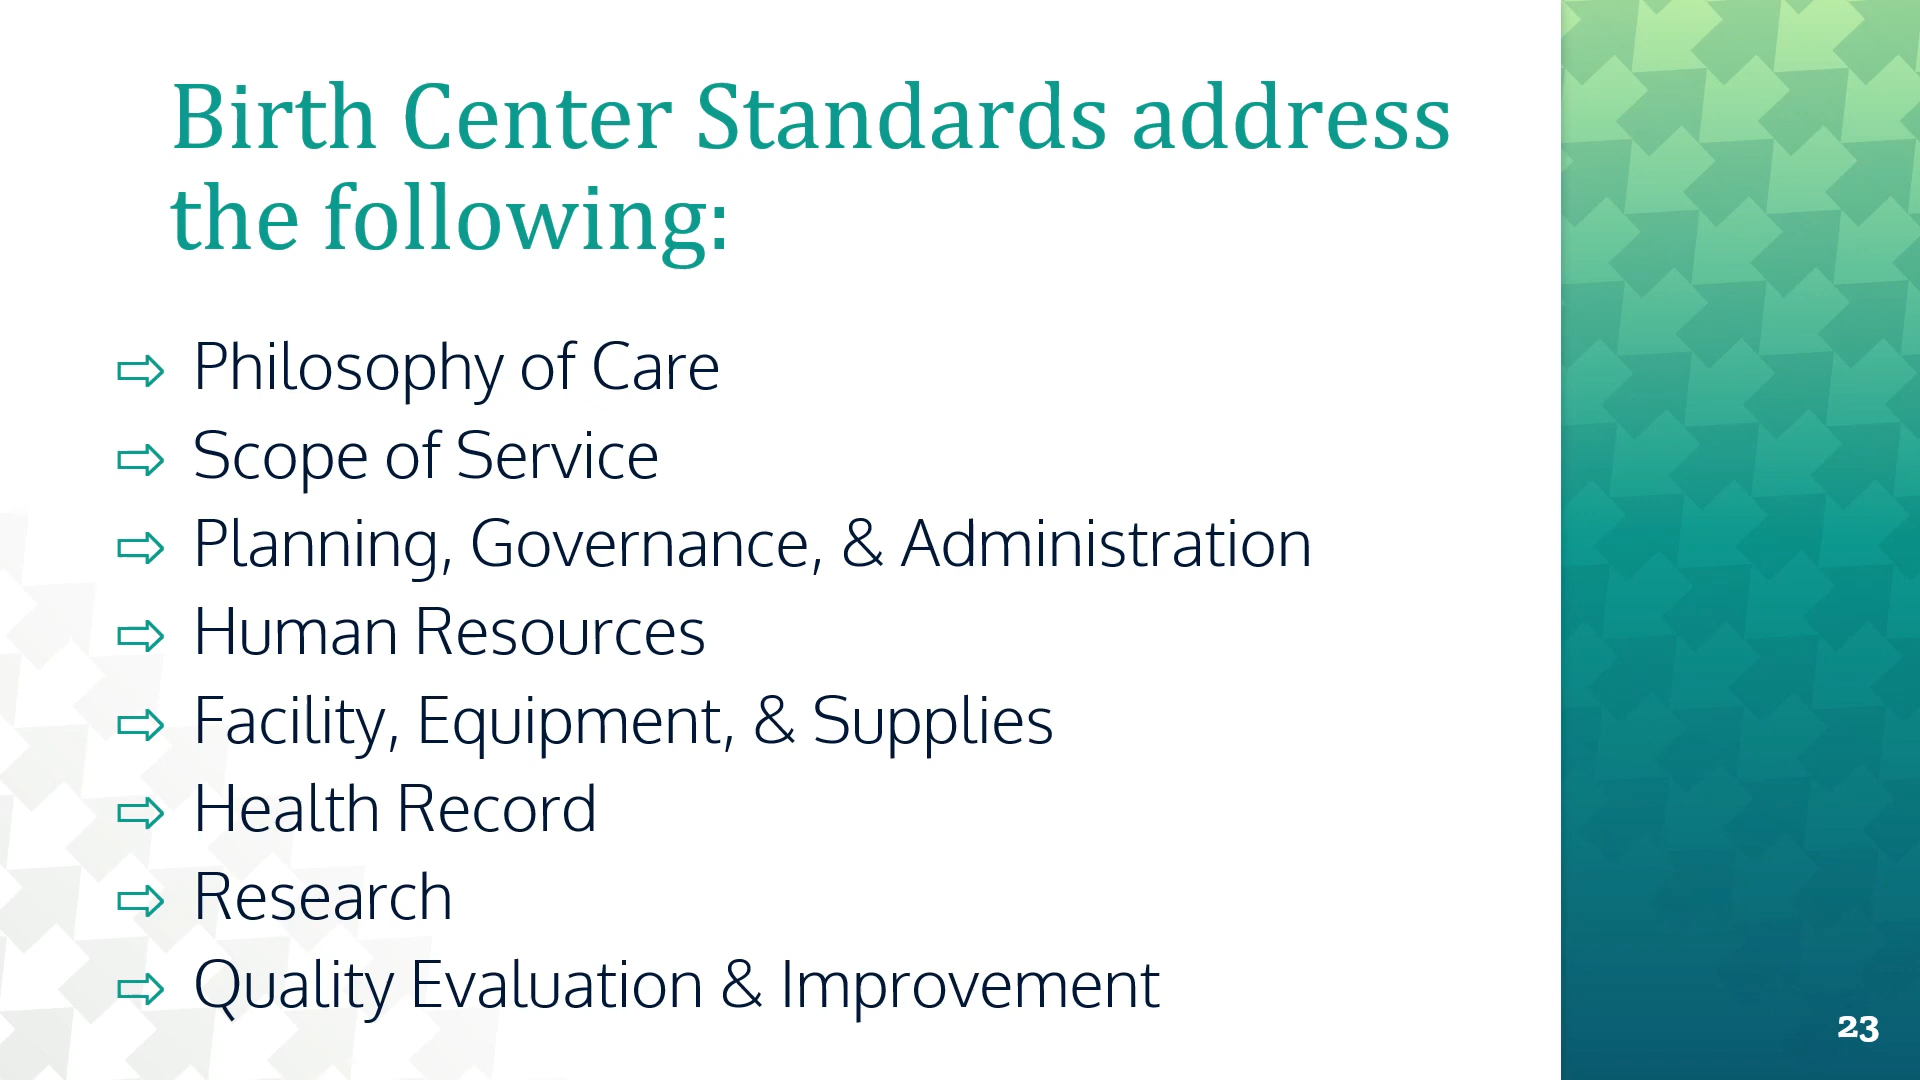 Birth Center Standards address
the following:
⇨ Philosophy of Care
⇨ Scope of Service
⇨ Planning, Governance, & Administration
⇨ Human Resources
⇨ Facility, Equipment, & Supplies
⇨ Health Record
⇨ Research
⇨ Quality Evaluation & Improvement
23